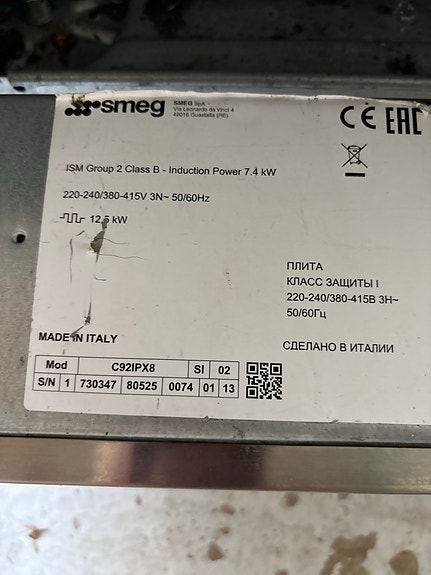 smeg
SMEG SpA
Via Leonardo da Vinci 4
42016 Guastalla (RE)
CE EAC
ISM Group 2 Class B - Induction Power 7.4 kW
220-240/380-415V 3N~ 50/60Hz
12,5 kW
ПЛИТА
КЛАСС ЗАЩИТЫ I
220-240/380-415В 3Н~
50/60Гц
MADE IN ITALY
СДЕЛАНО В ИТАЛИИ
Mod C92IPX8 SI 02
S/N 1 730347 80525 0074 01 13